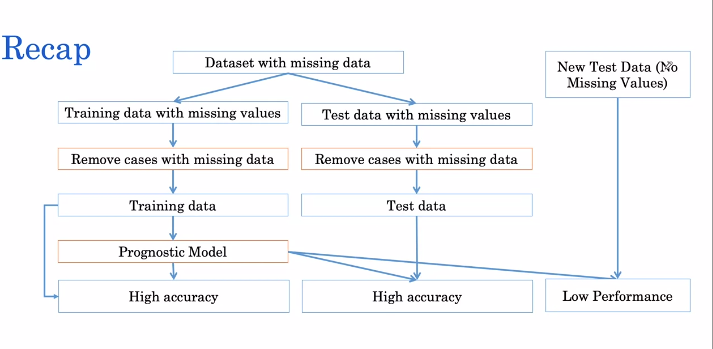 Recap
Dataset with missing data
New Test Data (No
Missing Values)
Training data with missing values
Test data with missing values
Remove cases with missing data
Remove cases with missing data
Training data
Test data
Prognostic Model
High accuracy
High accuracy
Low Performance